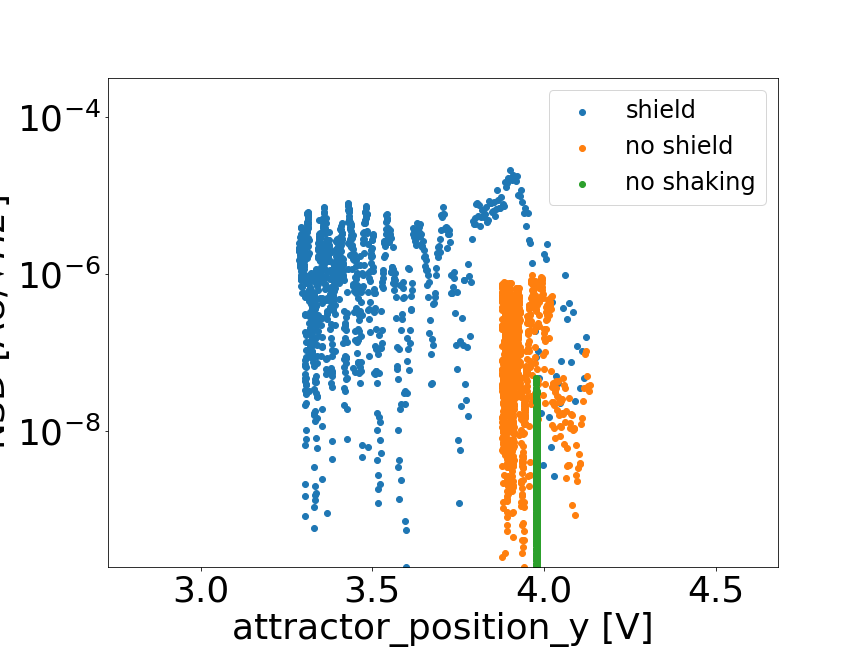 shield
no shield
no shaking
10⁻⁴
10⁻⁶
10⁻⁸
3.0 3.5 4.0 4.5
attractor_position_y [V]